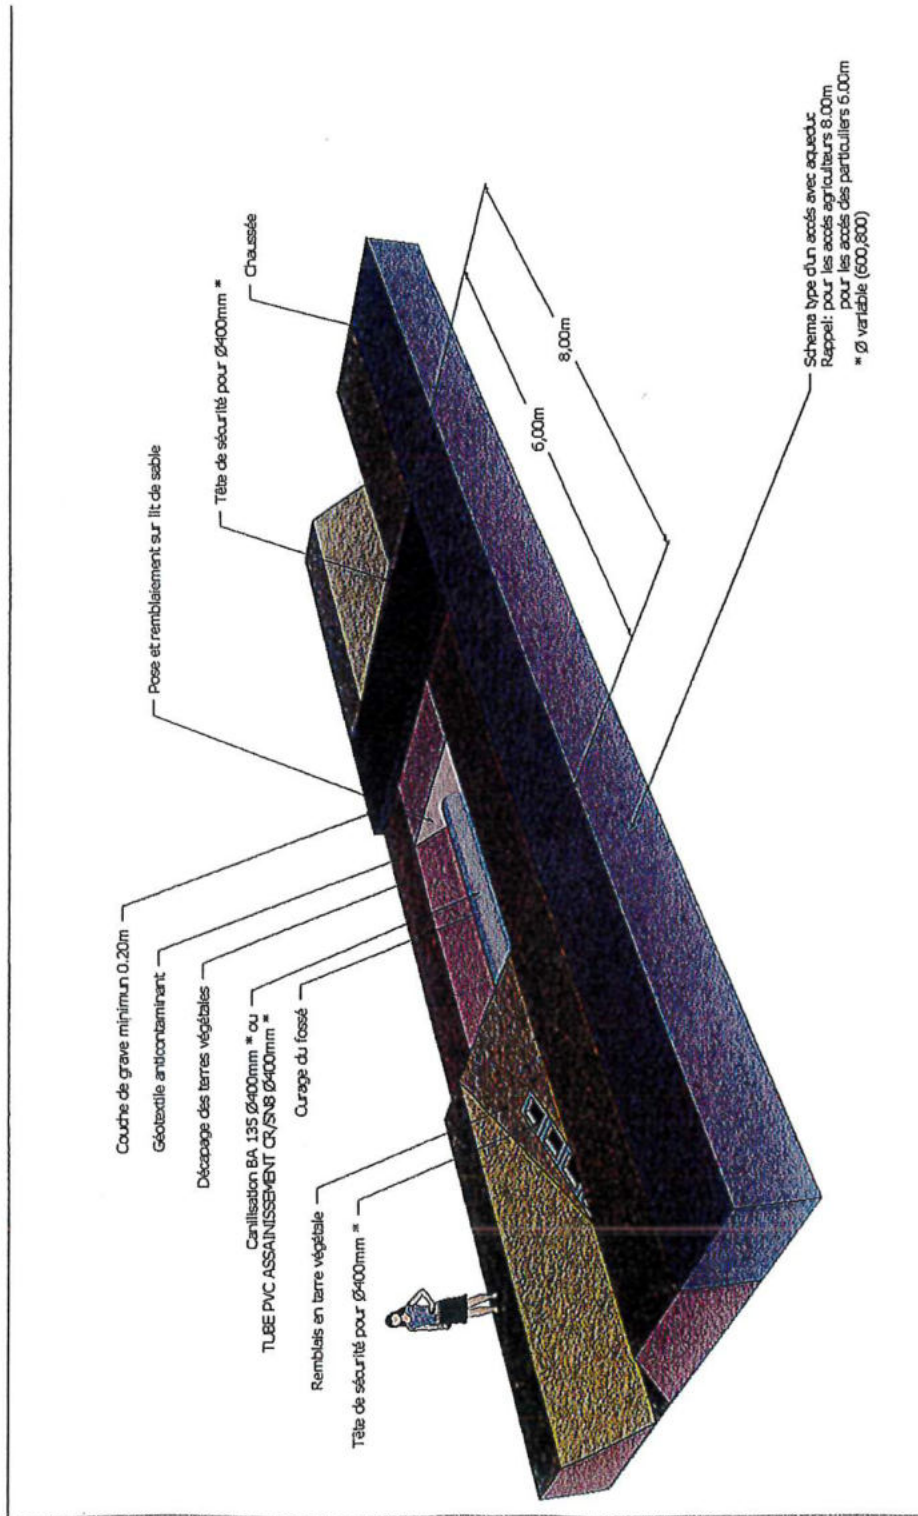 Couche de grave minimun 0.20m
Géotextile anticontaminant
Décapage des terres végétales
Canilisation BA 135 Ø400mm * ou
TUBE PVC ASSAINISSEMENT CR/SN8 Ø400mm *
Curage du fossé
Remblais en terre végétale
Tête de sécurité pour Ø400mm *
Pose et remblaiement sur lit de sable
Tête de sécurité pour Ø400mm *
Chaussée
6,00m
8,00m
Schema type d'un accés avec aqueduc
Rappel: pour les accés agriculteurs 8.00m
pour les accés des particuliers 6.00m
* Ø variable (600,800)